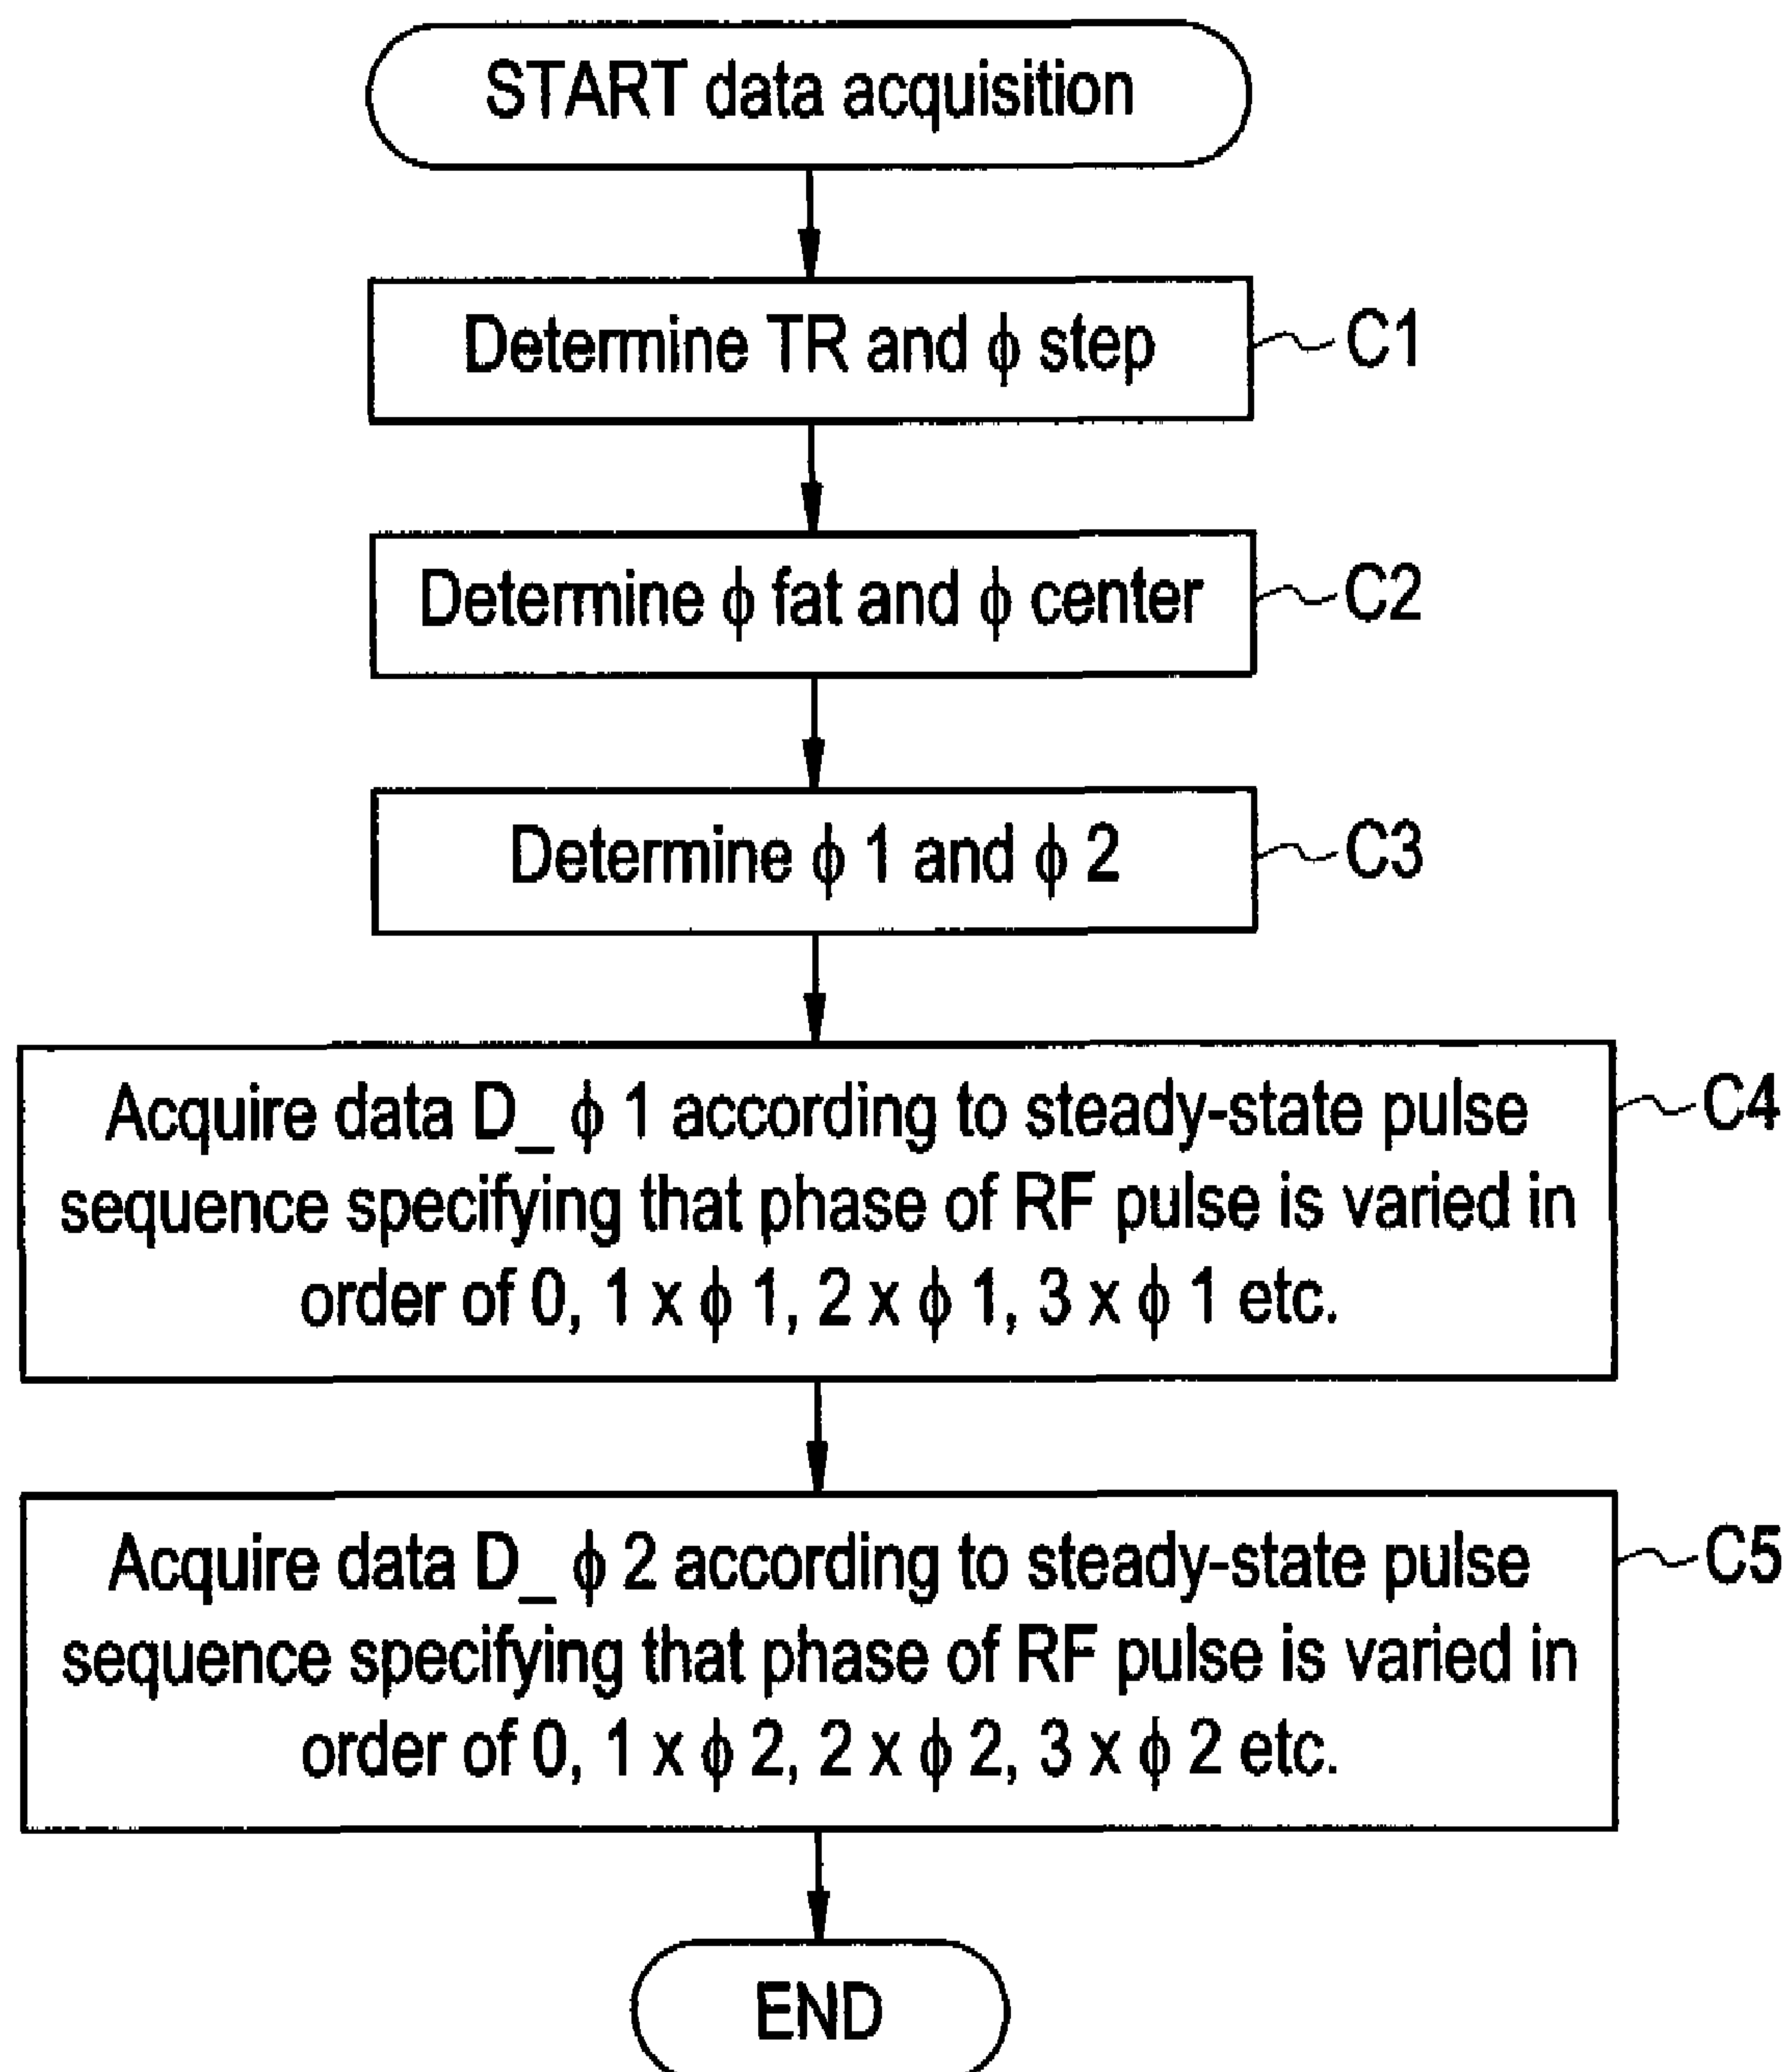 START data acquisition
Determine TR and ϕ step
C1
Determine ϕ fat and ϕ center
C2
Determine ϕ 1 and ϕ 2
C3
Acquire data D_ ϕ 1 according to steady-state pulse
sequence specifying that phase of RF pulse is varied in
order of 0, 1 x ϕ 1, 2 x ϕ 1, 3 x ϕ 1 etc.
C4
Acquire data D_ ϕ 2 according to steady-state pulse
sequence specifying that phase of RF pulse is varied in
order of 0, 1 x ϕ 2, 2 x ϕ 2, 3 x ϕ 2 etc.
C5
END